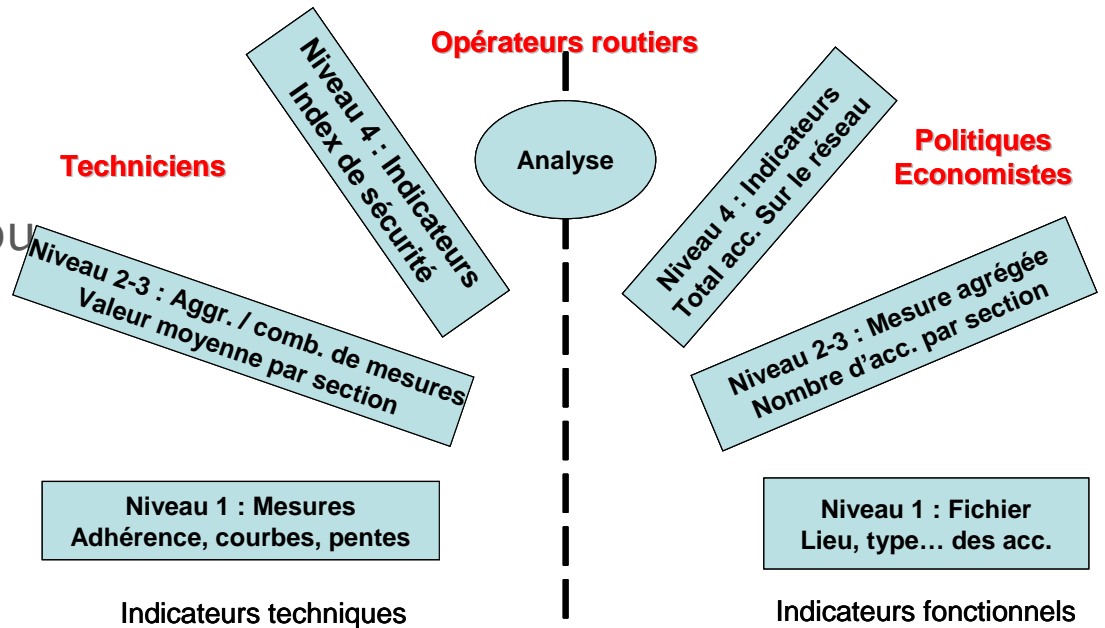 Opérateurs routiers
Techniciens
Politiques
Economistes
Analyse
ou
Niveau 4 : Indicateurs
Index de sécurité
Niveau 2-3 : Aggr. / comb. de mesures
Valeur moyenne par section
Niveau 1 : Mesures
Adhérence, courbes, pentes
Indicateurs techniques
Niveau 4 : Indicateurs
Total acc. Sur le réseau
Niveau 2-3 : Mesure agrégée
Nombre d'acc. par section
Niveau 1 : Fichier
Lieu, type… des acc.
Indicateurs fonctionnels